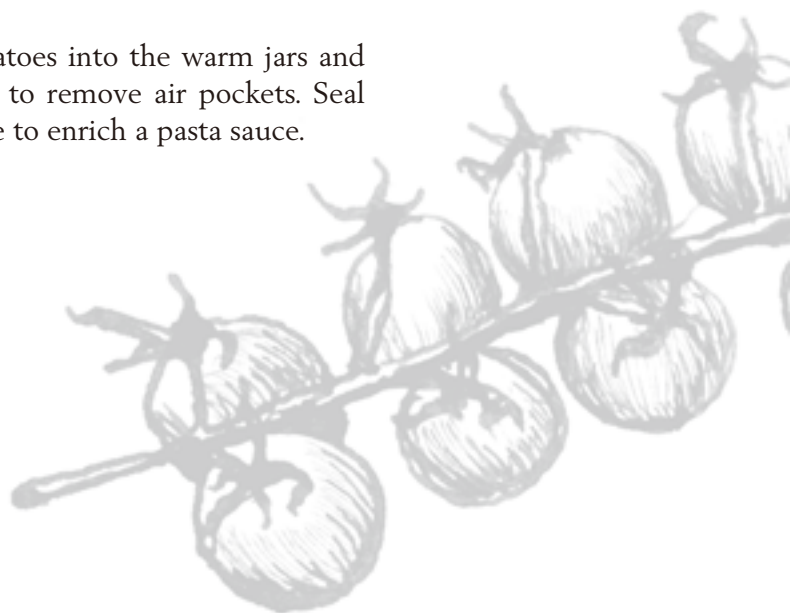 atoes into the warm jars and
to remove air pockets. Seal
e to enrich a pasta sauce.